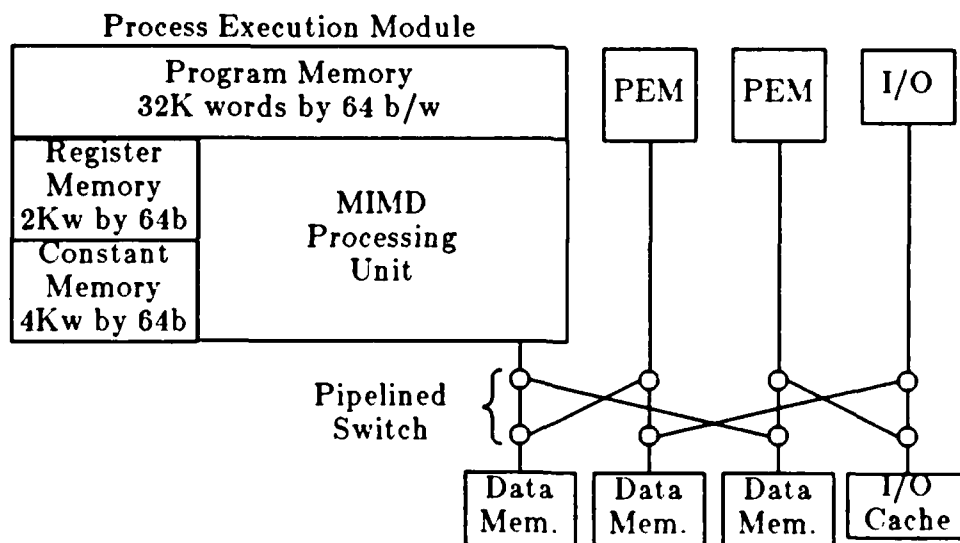 Process Execution Module
Program Memory
32K words by 64 b/w
PEM
PEM
I/O
Register
Memory
2Kw by 64b
MIMD
Processing
Unit
Constant
Memory
4Kw by 64b
Pipelined
Switch
Data
Mem.
Data
Mem.
Data
Mem.
I/O
Cache